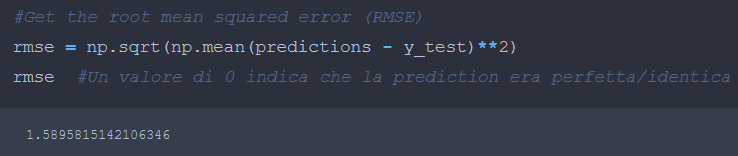 #Get the root mean squared error (RMSE)
rmse = np.sqrt(np.mean(predictions - y_test)**2)
rmse #Un valore di 0 indica che la prediction era perfetta/identica
1.5895815142106346